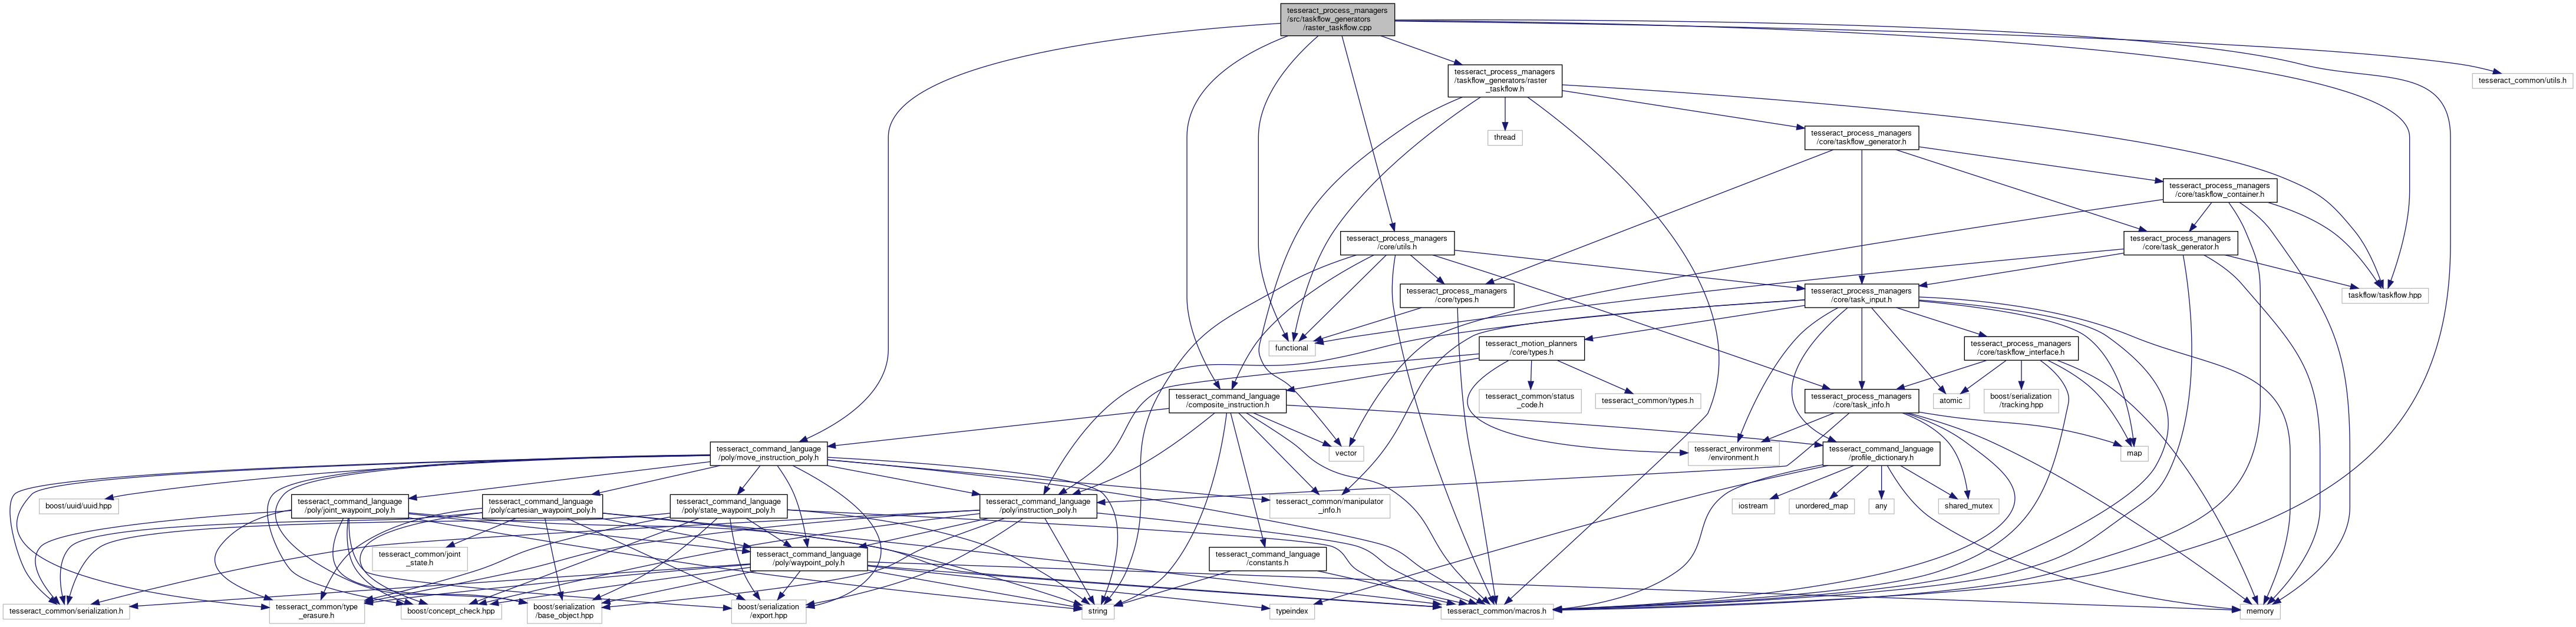 tesseract_process_managers
/src/taskflow_generators
/raster_taskflow.cpp
tesseract_process_managers
/taskflow_generators/raster
_taskflow.h
tesseract_common/utils.h
thread
tesseract_process_managers
/core/taskflow_generator.h
tesseract_process_managers
/core/taskflow_container.h
tesseract_process_managers
/core/utils.h
tesseract_process_managers
/core/task_generator.h
tesseract_process_managers
/core/types.h
tesseract_process_managers
/core/task_input.h
taskflow/taskflow.hpp
functional
tesseract_motion_planners
/core/types.h
tesseract_process_managers
/core/taskflow_interface.h
tesseract_command_language
/composite_instruction.h
tesseract_common/status
_code.h
tesseract_common/types.h
tesseract_process_managers
/core/task_info.h
atomic
boost/serialization
/tracking.hpp
tesseract_command_language
/poly/move_instruction_poly.h
vector
tesseract_environment
/environment.h
tesseract_command_language
/profile_dictionary.h
map
boost/uuid/uuid.hpp
tesseract_command_language
/poly/joint_waypoint_poly.h
tesseract_command_language
/poly/cartesian_waypoint_poly.h
tesseract_command_language
/poly/state_waypoint_poly.h
tesseract_command_language
/poly/instruction_poly.h
tesseract_common/manipulator
_info.h
iostream
unordered_map
any
shared_mutex
tesseract_common/joint
_state.h
tesseract_command_language
/poly/waypoint_poly.h
tesseract_command_language
/constants.h
tesseract_common/serialization.h
tesseract_common/type
_erasure.h
boost/concept_check.hpp
boost/serialization
/base_object.hpp
boost/serialization
/export.hpp
string
typeindex
tesseract_common/macros.h
memory